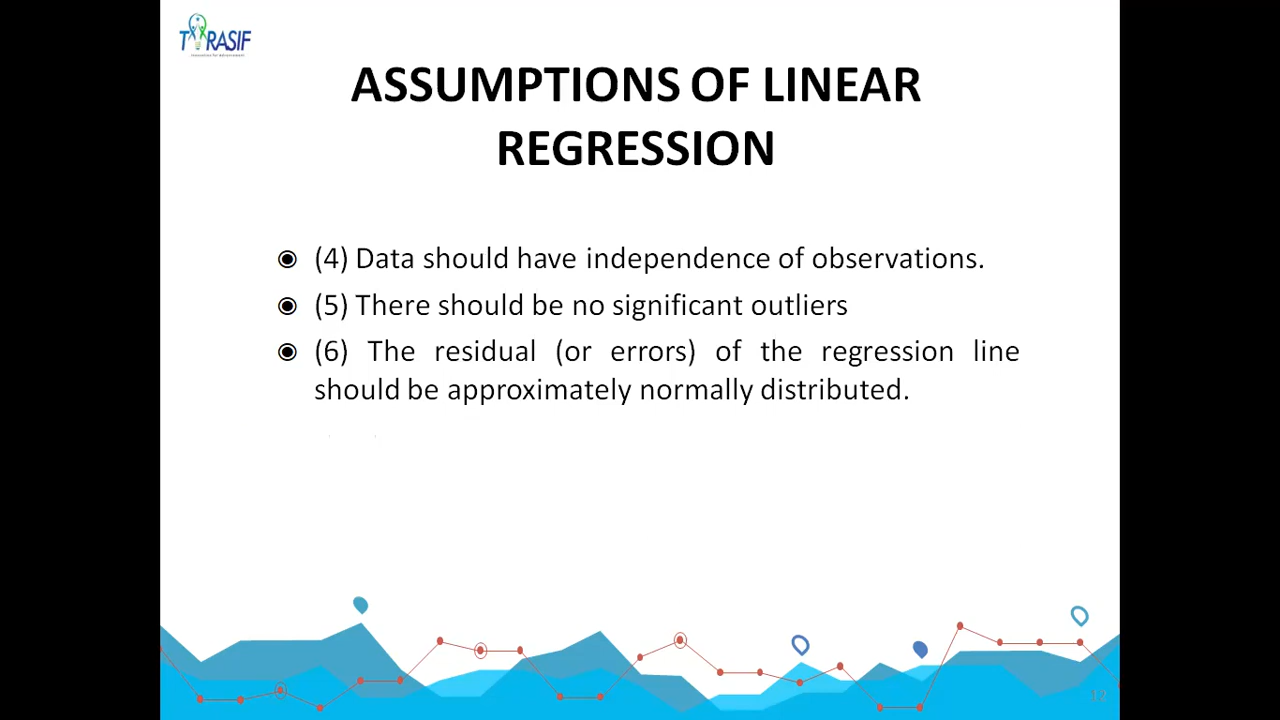 ASSUMPTIONS OF LINEAR
REGRESSION
(4) Data should have independence of observations.
(5) There should be no significant outliers
(6) The residual (or errors) of the regression line
should be approximately normally distributed.
12